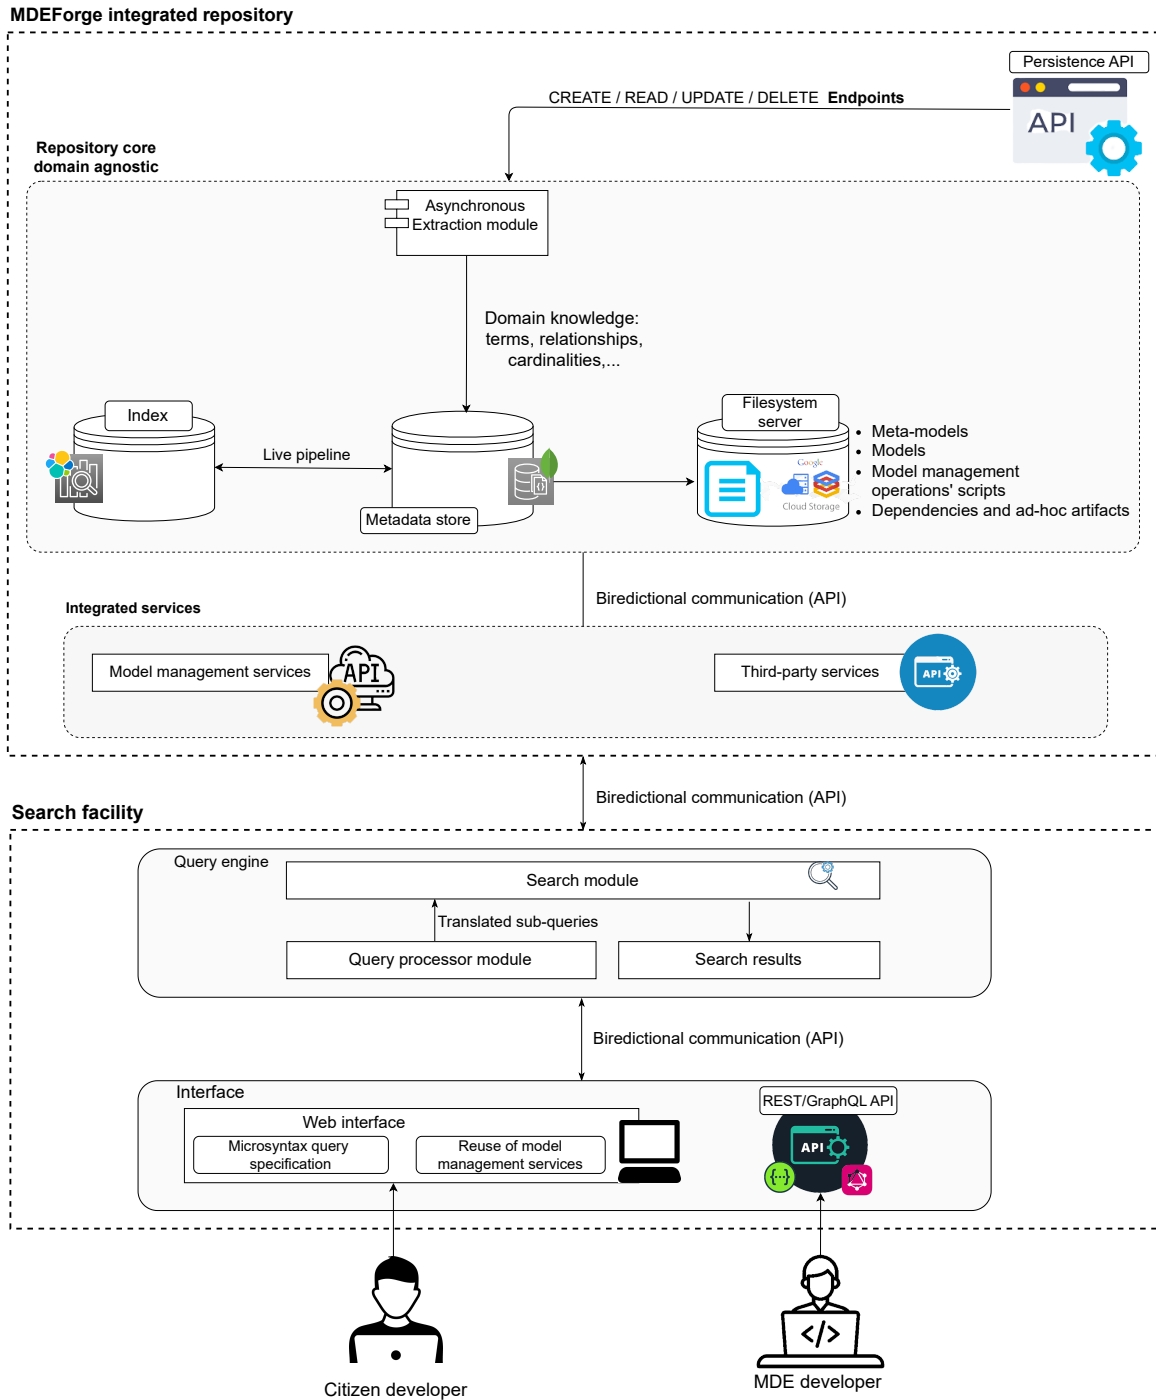 MDEForge integrated repository
Persistence API
CREATE / READ / UPDATE / DELETE Endpoints
API
Repository core
domain agnostic
Asynchronous
Extraction module
Domain knowledge:
terms, relationships,
cardinalities,...
Index
Live pipeline
Metadata store
Filesystem
server
Google
Cloud Storage
• Meta-models
• Models
• Model management
operations' scripts
• Dependencies and ad-hoc artifacts
Biredictional communication (API)
Integrated services
Model management services
API
Third-party services
API
Biredictional communication (API)
Search facility
Query engine
Search module
Translated sub-queries
Query processor module
Search results
Biredictional communication (API)
Interface
Web interface
Microsyntax query
specification
Reuse of model
management services
REST/GraphQL API
API
{···}
</>
Citizen developer
MDE developer